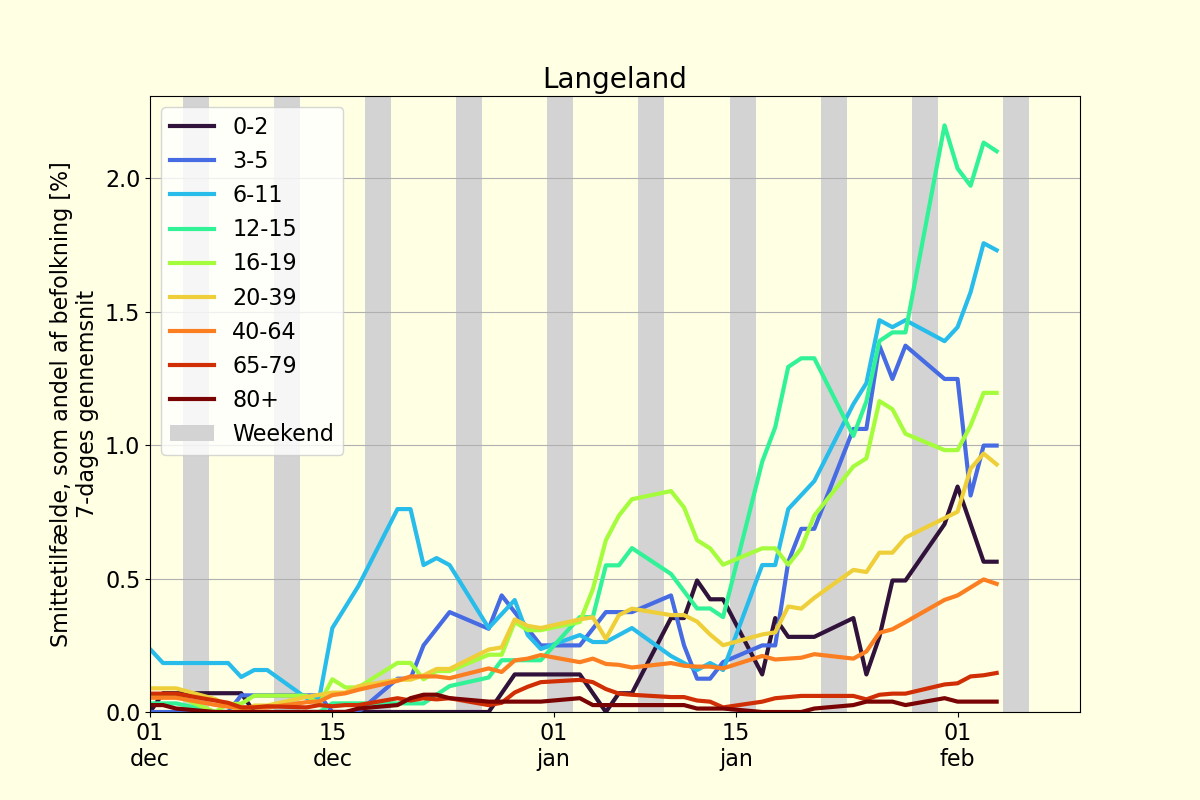 Langeland
Smittetilfælde, som andel af befolkning [%]
7-dages gennemsnit
2.0
1.5
1.0
0.5
0.0
0-2
3-5
6-11
12-15
16-19
20-39
40-64
65-79
80+
Weekend
01
dec
15
dec
01
jan
15
jan
01
feb